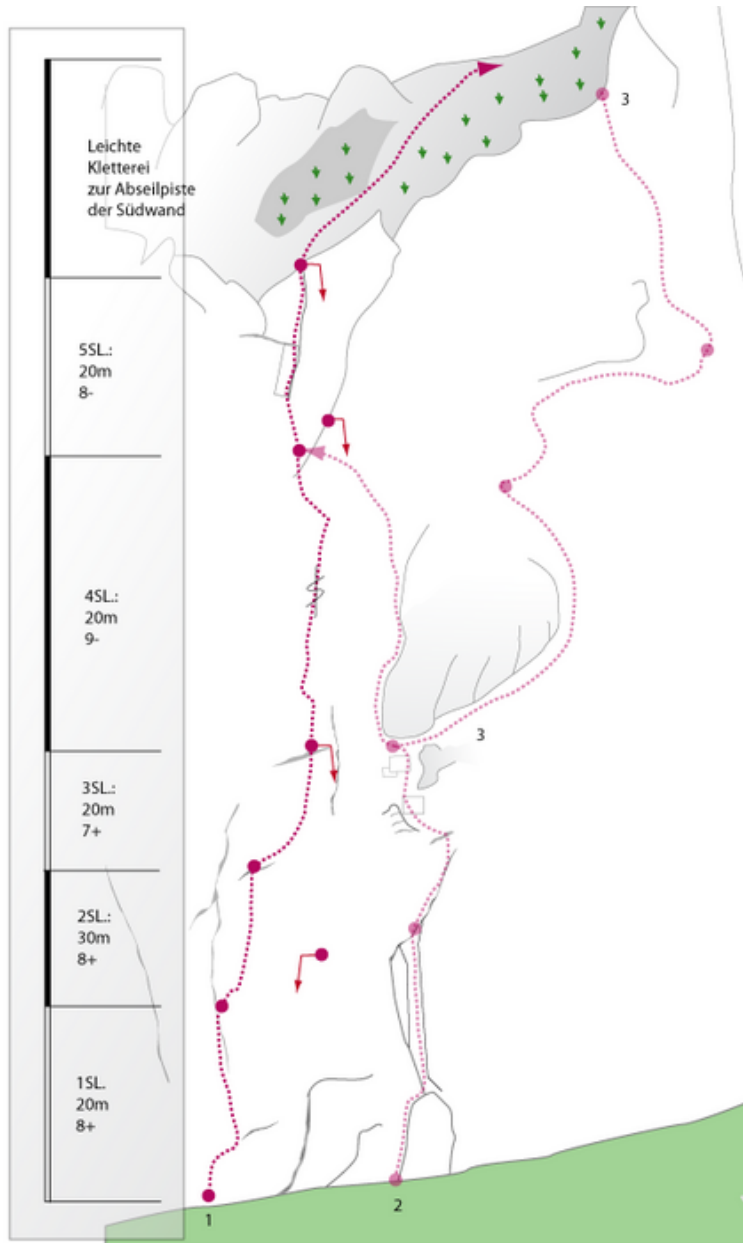 Leichte
Kletterei
zur Abseilpiste
der Südwand
5SL.:
20m
8-
4SL.:
20m
9-
3SL.:
20m
7+
2SL.:
30m
8+
1SL.
20m
8+
3
3
1
2